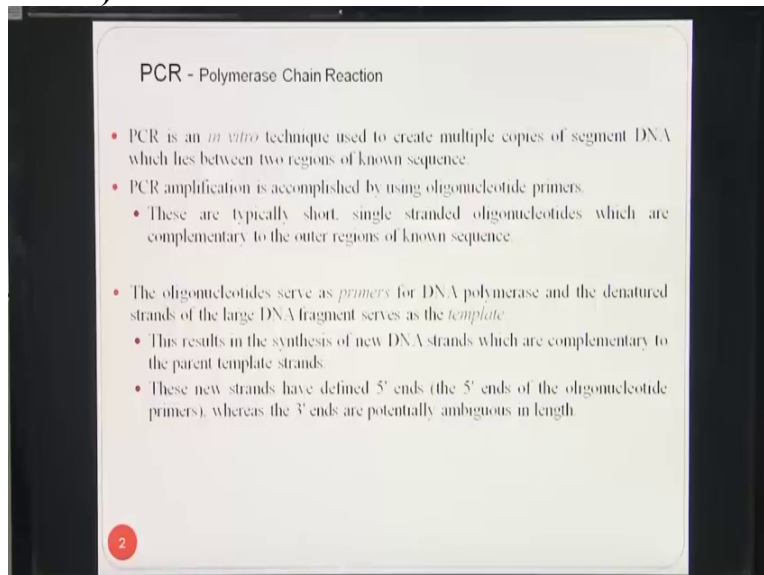 PCR - Polymerase Chain Reaction
• PCR is an in vitro technique used to create multiple copies of segment DNA
which lies between two regions of known sequence.
• PCR amplification is accomplished by using oligonucleotide primers.
• These are typically short, single stranded oligonucleotides which are
complementary to the outer regions of known sequence.
• The oligonucleotides serve as primers for DNA polymerase and the denatured
strands of the large DNA fragment serves as the template
• This results in the synthesis of new DNA strands which are complementary to
the parent template strands.
• These new strands have defined 5' ends (the 5' ends of the oligonucleotide
primers), whereas the 3' ends are potentially ambiguous in length.
2